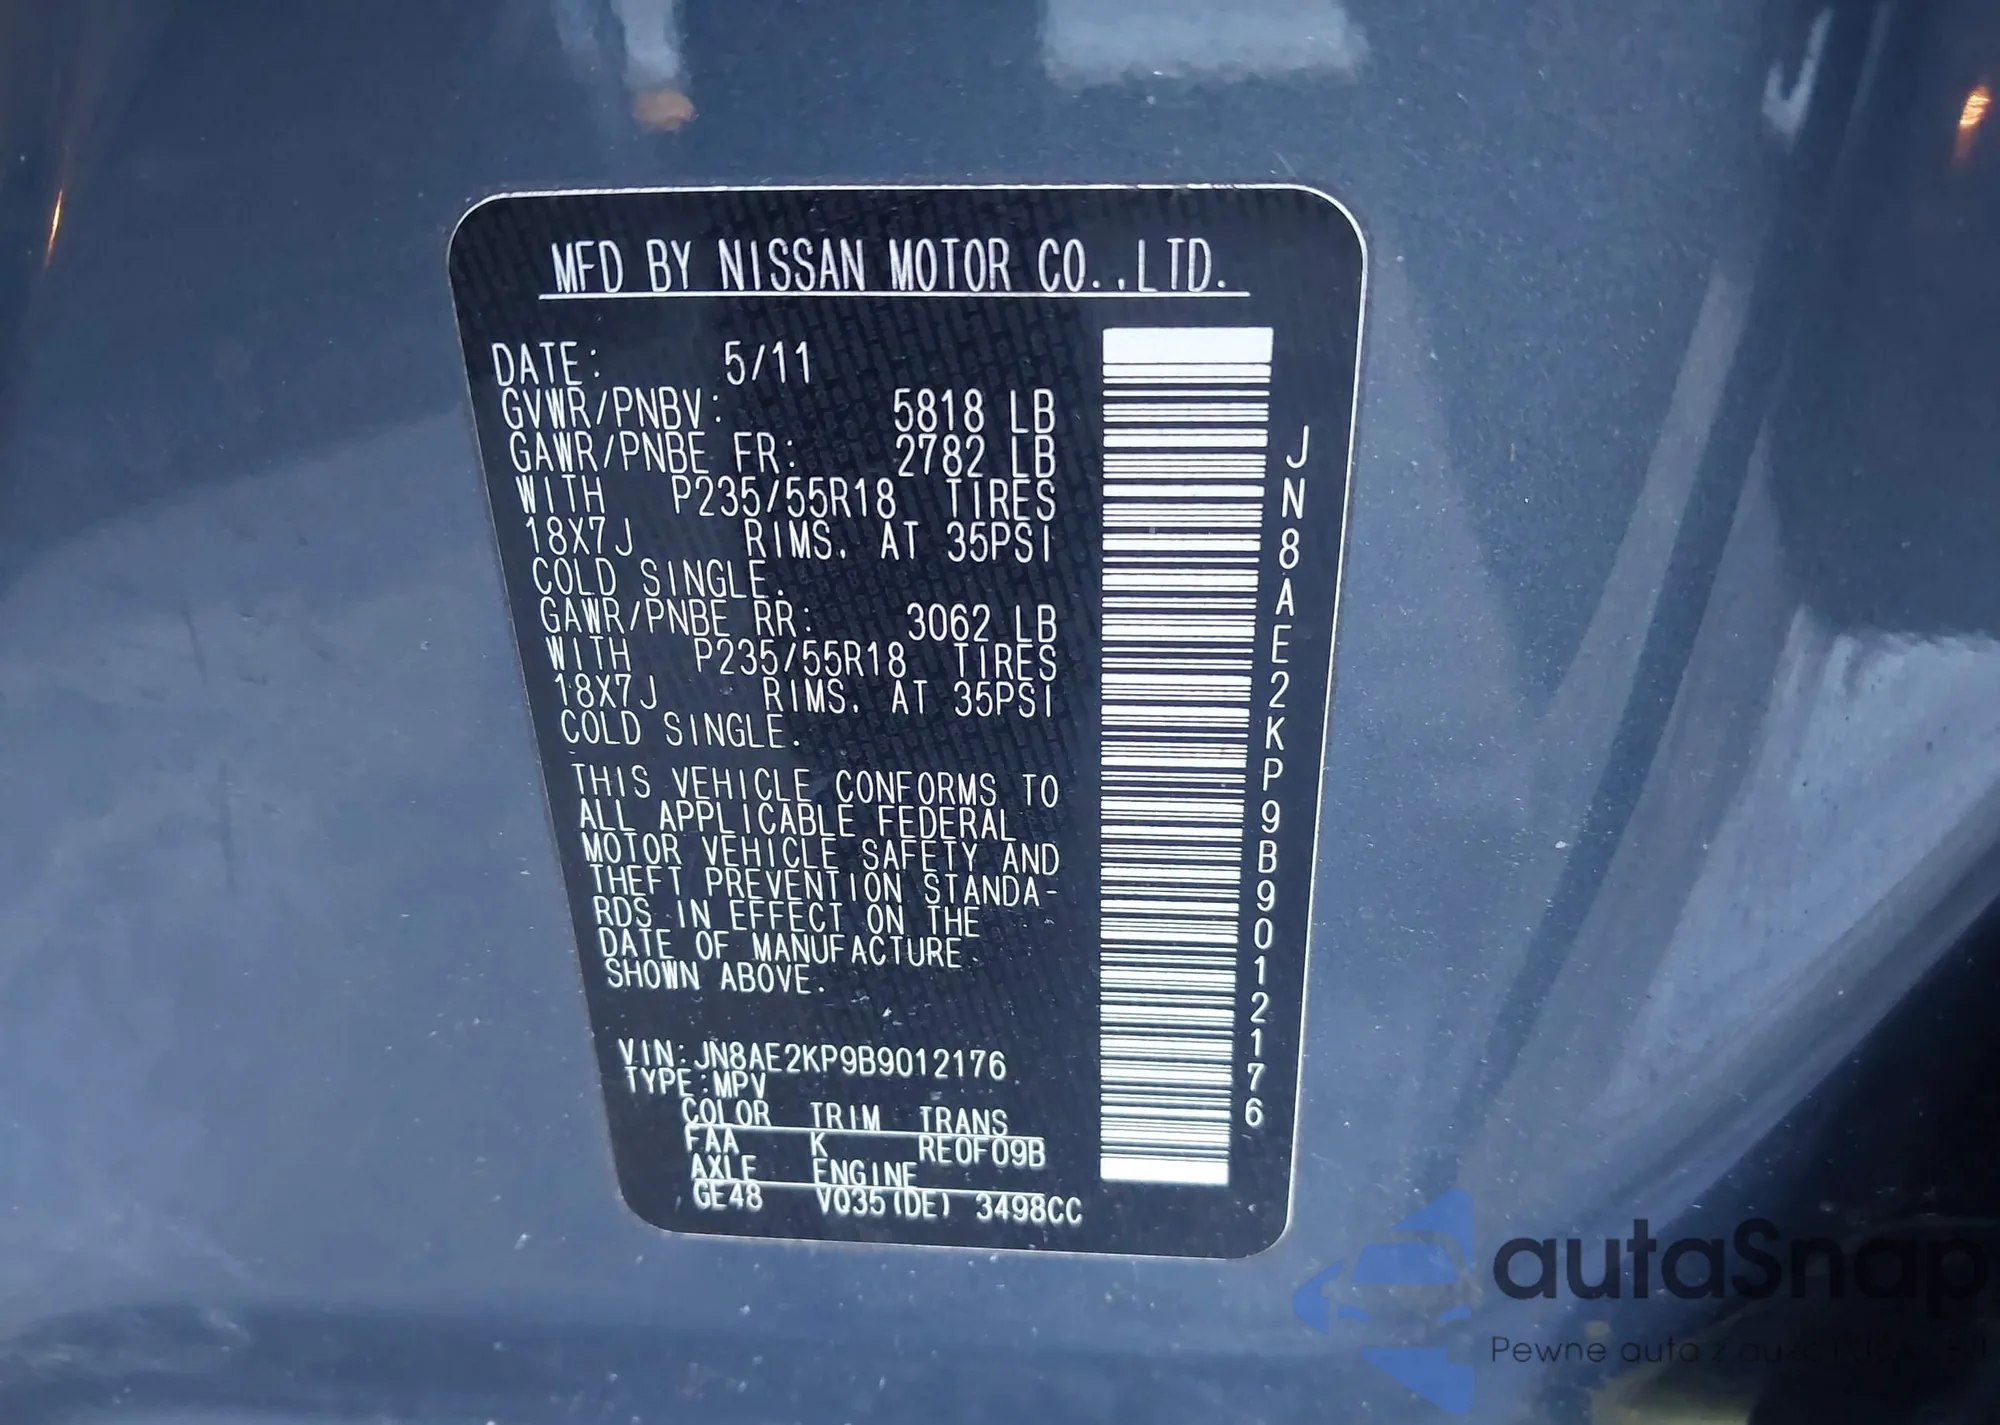 MFD BY NISSAN MOTOR CO.,LTD.
DATE: 5/11
GVWR/PNBV: 5818 LB
GAWR/PNBE FR: 2782 LB
WITH P235/55R18 TIRES
18X7J RIMS. AT 35PSI
COLD SINGLE.
GAWR/PNBE RR: 3062 LB
WITH P235/55R18 TIRES
18X7J RIMS. AT 35PSI
COLD SINGLE.
THIS VEHICLE CONFORMS TO
ALL APPLICABLE FEDERAL
MOTOR VEHICLE SAFETY AND
THEFT PREVENTION STANDA-
RDS IN EFFECT ON THE
DATE OF MANUFACTURE
SHOWN ABOVE.
VIN:JN8AE2KP9B9012176
TYPE:MPV
COLOR TRIM TRANS
FAA K RE0F09B
AXLE ENGINE
GE48 VQ35(DE) 3498CC
JN8AE2KP9B9012176
autaSnap
Pewne auto z